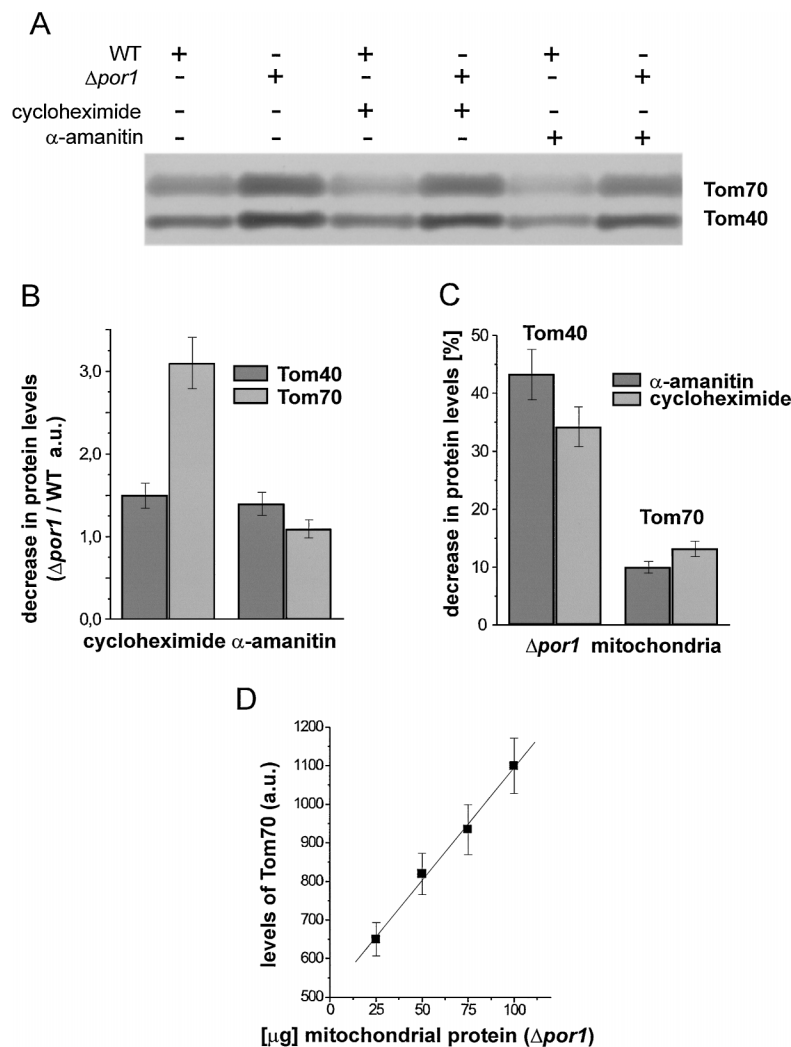 A
WT + - + - + -
Δpor1 - + - + - +
cycloheximide - - + + - -
α-amanitin - - - - + +
Tom70
Tom40
B
decrease in protein levels
(Δpor1 / WT a.u.)
3,0
2,0
1,0
0,0
Tom40
Tom70
cycloheximide α-amanitin
C
decrease in protein levels [%]
50
40
30
20
10
0
Tom40
α-amanitin
cycloheximide
Tom70
Δpor1 mitochondria
D
levels of Tom70 (a.u.)
1200
1100
1000
900
800
700
600
500
0 25 50 75 100
[µg] mitochondrial protein (Δpor1)